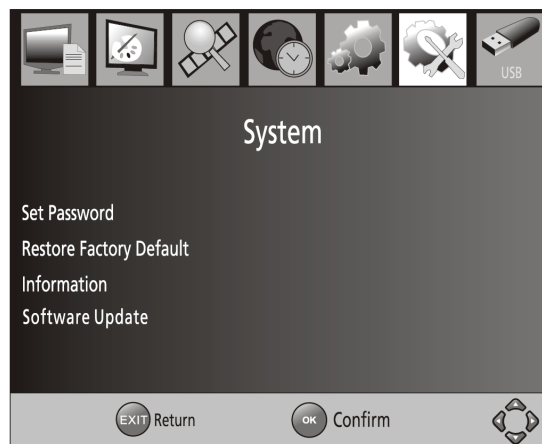 USB
System
Set Password
Restore Factory Default
Information
Software Update
EXIT Return OK Confirm